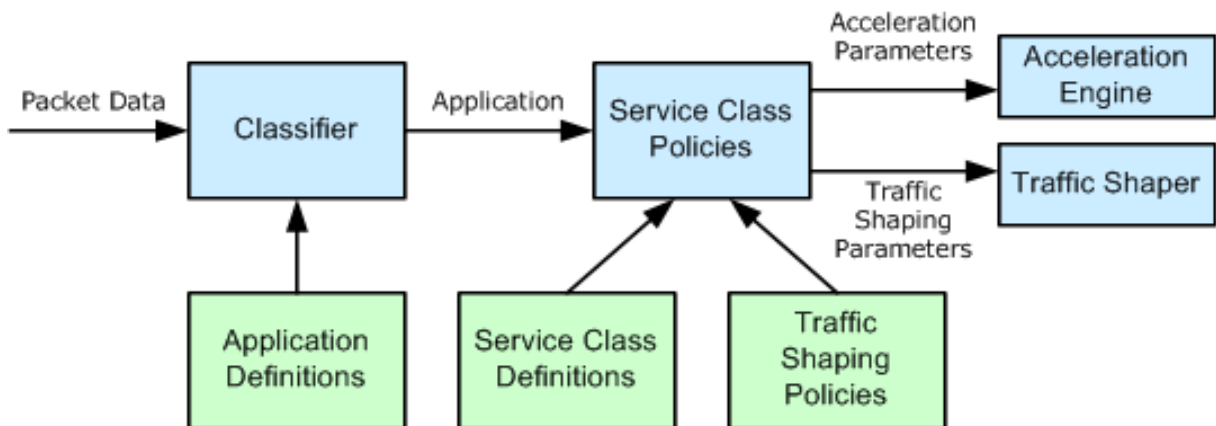 Acceleration
Parameters
Acceleration
Engine
Packet Data
Classifier
Application
Service Class
Policies
Traffic Shaper
Traffic
Shaping
Parameters
Application
Definitions
Service Class
Definitions
Traffic
Shaping
Policies